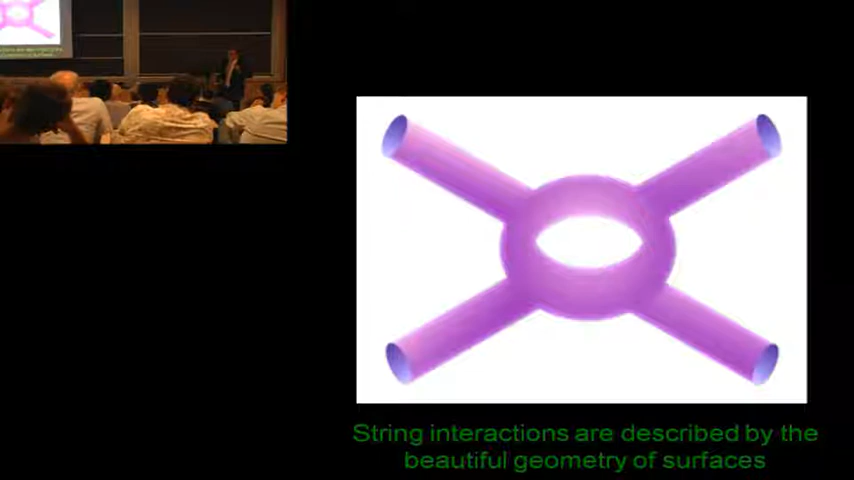 String interactions are described by the
beautiful geometry of surfaces